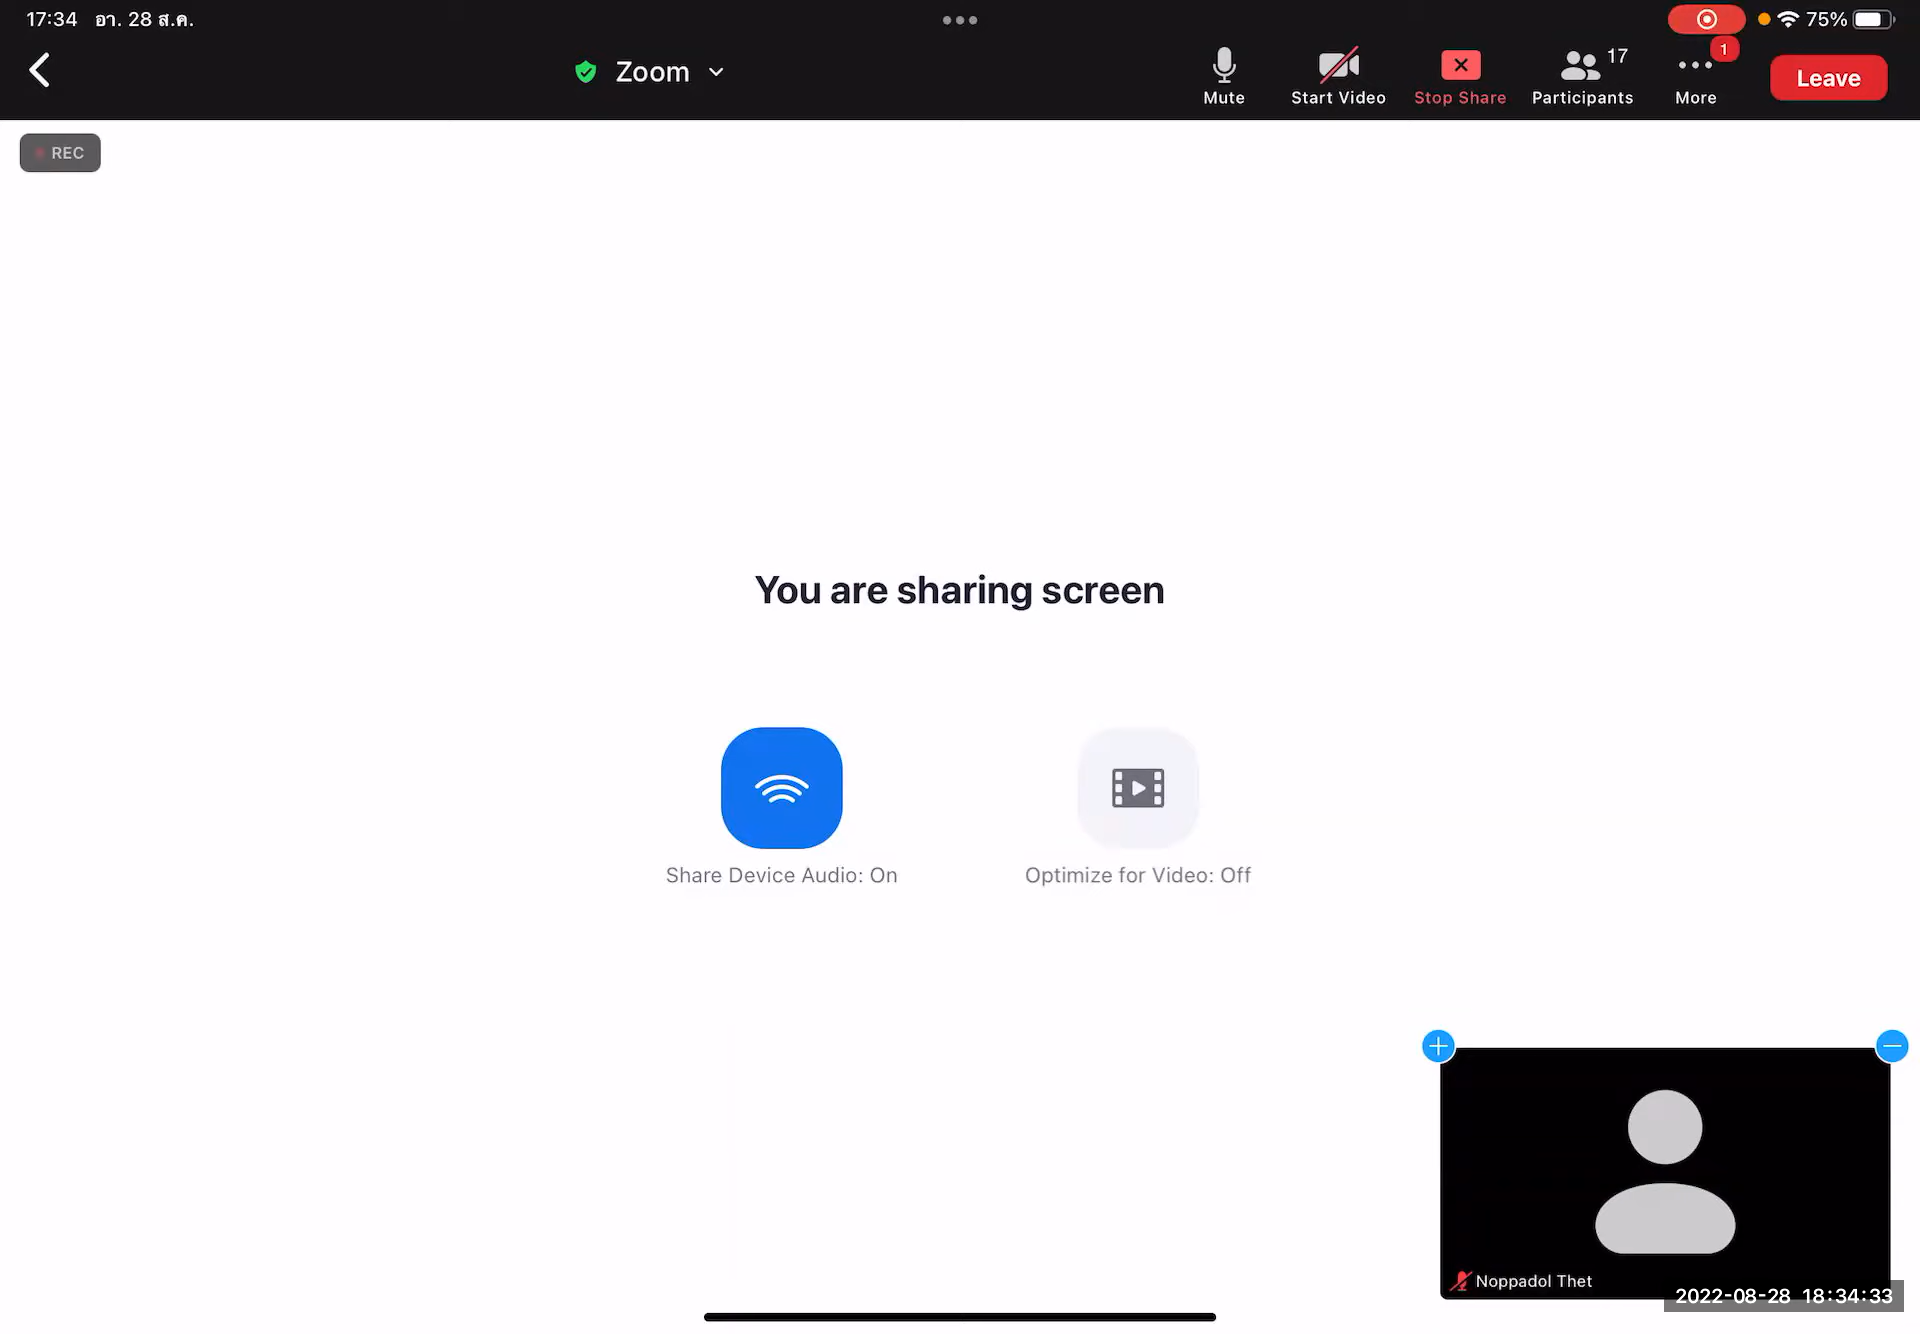 17:34 อา. 28 ส.ค.
75%
Zoom
Mute
Start Video
Stop Share
17
Participants
1
More
Leave
REC
You are sharing screen
Share Device Audio: On
Optimize for Video: Off
Noppadol Thet
2022-08-28 18:34:33